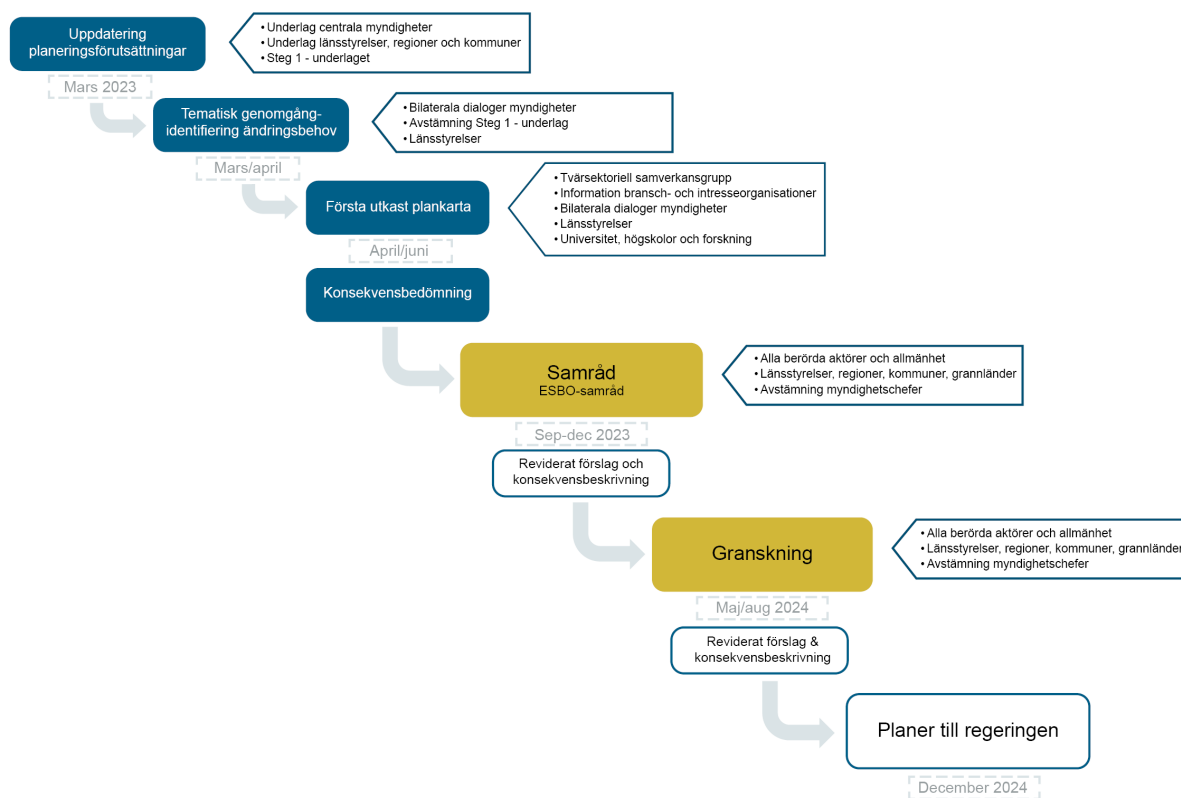 Uppdatering
planeringsförutsättningar
• Underlag centrala myndigheter
• Underlag länsstyrelser, regioner och kommuner
• Steg 1 - underlaget
Mars 2023
Tematisk genomgång-
identifiering ändringsbehov
• Bilaterala dialoger myndigheter
• Avstämning Steg 1 - underlag
• Länsstyrelser
Mars/april
Första utkast plankarta
• Tvärsektoriell samverkansgrupp
• Information bransch- och intresseorganisationer
• Bilaterala dialoger myndigheter
• Länsstyrelser
• Universitet, högskolor och forskning
April/juni
Konsekvensbedömning
Samråd
ESBO-samråd
• Alla berörda aktörer och allmänhet
• Länsstyrelser, regioner, kommuner, grannländer
• Avstämning myndighetschefer
Sep-dec 2023
Reviderat förslag och
konsekvensbeskrivning
Granskning
• Alla berörda aktörer och allmänhet
• Länsstyrelser, regioner, kommuner, grannländer
• Avstämning myndighetschefer
Maj/aug 2024
Reviderat förslag &
konsekvensbeskrivning
Planer till regeringen
December 2024